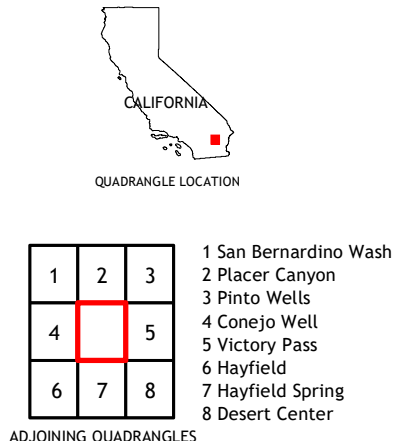 CALIFORNIA
QUADRANGLE LOCATION
1 2 3
4 5
6 7 8
1 San Bernardino Wash
2 Placer Canyon
3 Pinto Wells
4 Conejo Well
5 Victory Pass
6 Hayfield
7 Hayfield Spring
8 Desert Center
ADJOINING QUADRANGLES